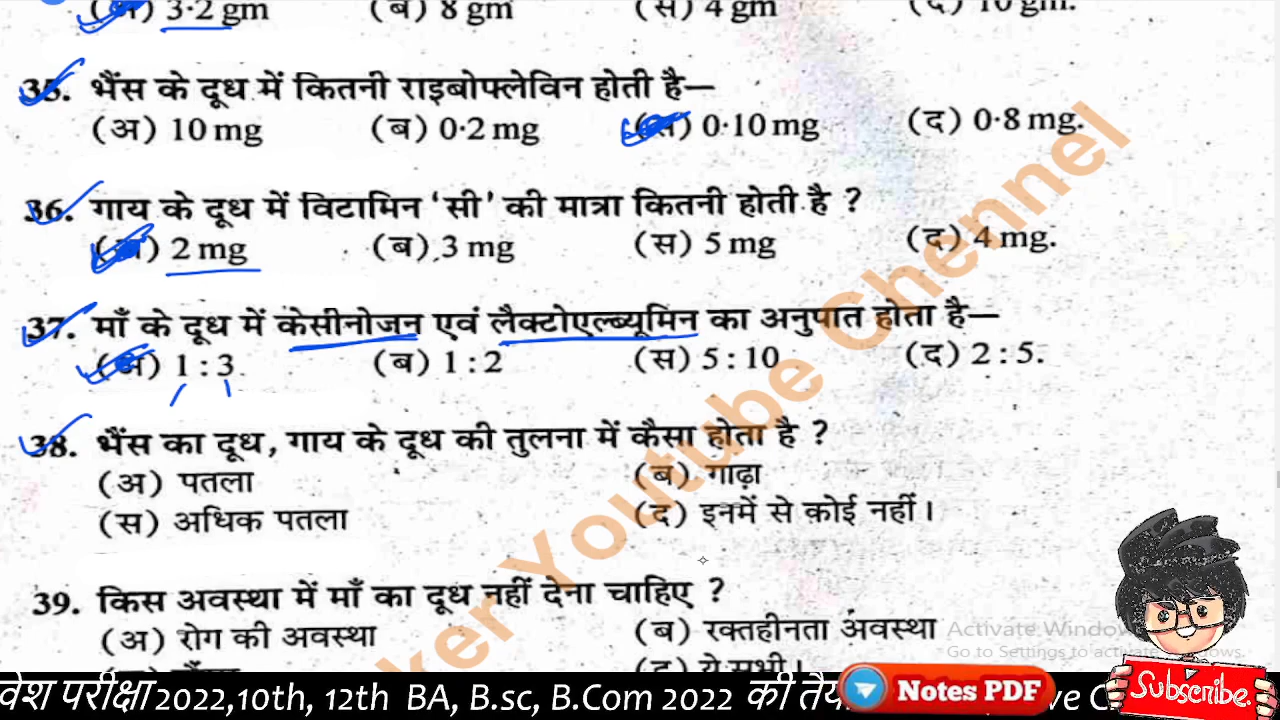 3·2 gm (ब) 8 gm (स) 4 gm (द) 10 gm.
35. भैंस के दूध में कितनी राइबोफ्लेविन होती है—
(अ) 10 mg (ब) 0·2 mg (स) 0·10 mg (द) 0·8 mg.
36. गाय के दूध में विटामिन ‘सी’ की मात्रा कितनी होती है ?
(अ) 2 mg (ब) 3 mg (स) 5 mg (द) 4 mg.
37. माँ के दूध में केसीनोजन एवं लैक्टोएल्ब्यूमिन का अनुपात होता है—
(अ) 1 : 3 (ब) 1 : 2 (स) 5 : 10 (द) 2 : 5.
38. भैंस का दूध, गाय के दूध की तुलना में कैसा होता है ?
(अ) पतला (ब) गाढ़ा
(स) अधिक पतला (द) इनमें से कोई नहीं।
39. किस अवस्था में माँ का दूध नहीं देना चाहिए ?
(अ) रोग की अवस्था (ब) रक्तहीनता अवस्था
(द) ये सभी।
ker Youtube Chennel
Activate Windo
Go to Settings to activate Windows.
वेश परीक्षा 2022,10th, 12th BA, B.sc, B.Com 2022 की तैय
Notes PDF
Subscribe.